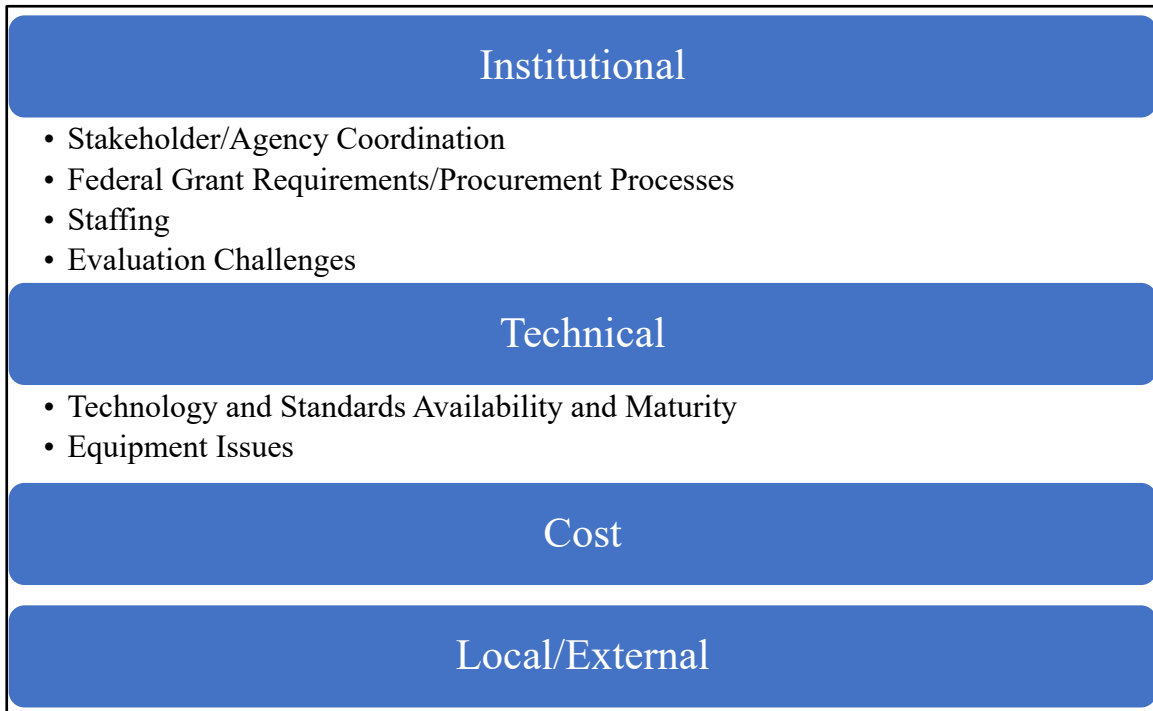 Institutional
• Stakeholder/Agency Coordination
• Federal Grant Requirements/Procurement Processes
• Staffing
• Evaluation Challenges
Technical
• Technology and Standards Availability and Maturity
• Equipment Issues
Cost
Local/External